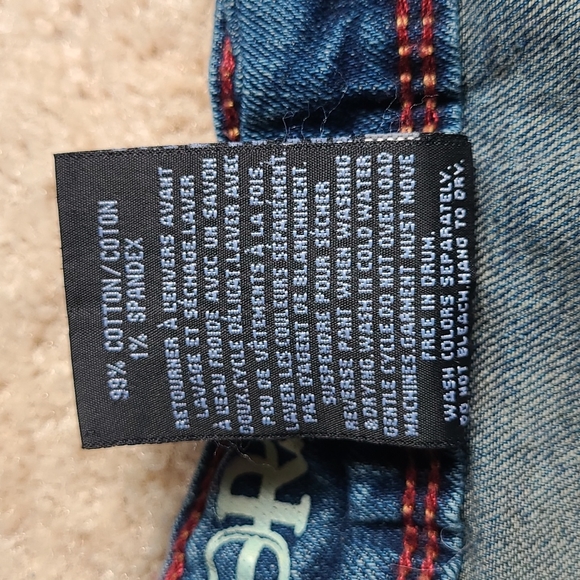 99% COTTON/COTON
1% SPANDEX
RETOURNER À L'ENVERS AVANT
LAVAGE ET SÉCHAGE.LAVER
À L'EAU FROIDE AVEC UN SAVON
DOUX.CYCLE DÉLICAT.LAVER AVEC
PEU DE VÊTEMENTS À LA FOIS.
LAVER LES COULEURS SÉPARÉMENT.
PAS D'AGENT DE BLANCHIMENT.
SUSPENDRE POUR SÉCHER
REVERSE PAIT WHEN WASHING
& DRYING. WASH IN COLD WATER
GENTLE CYCLE DO NOT OVERLOAD
MACHINES, GARMENT MUST MOVE
FREE IN DRUM.
WAST COLORS SEPARATELY.
DO NOT BLEACH HANG TO DRY.